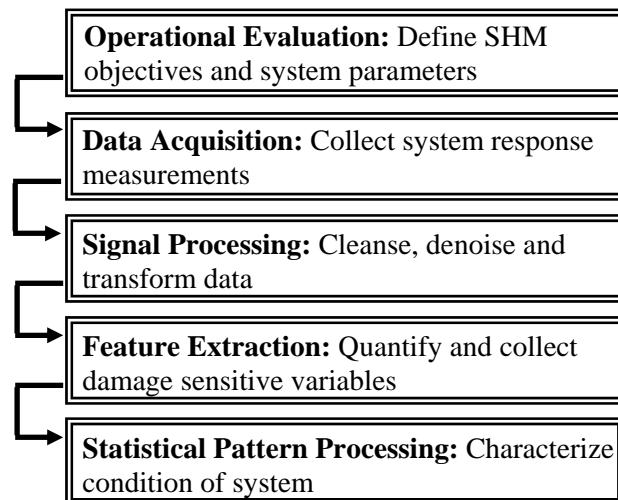 Operational Evaluation: Define SHM
objectives and system parameters
Data Acquisition: Collect system response
measurements
Signal Processing: Cleanse, denoise and
transform data
Feature Extraction: Quantify and collect
damage sensitive variables
Statistical Pattern Processing: Characterize
condition of system